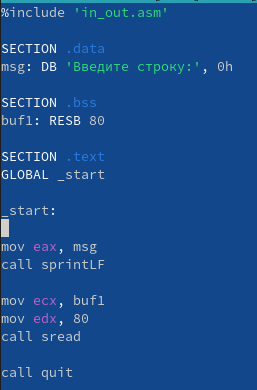 %include 'in_out.asm'
SECTION .data
msg: DB 'Введите строку:', 0h
SECTION .bss
buf1: RESB 80
SECTION .text
GLOBAL _start
_start:
mov eax, msg
call sprintLF
mov ecx, buf1
mov edx, 80
call sread
call quit